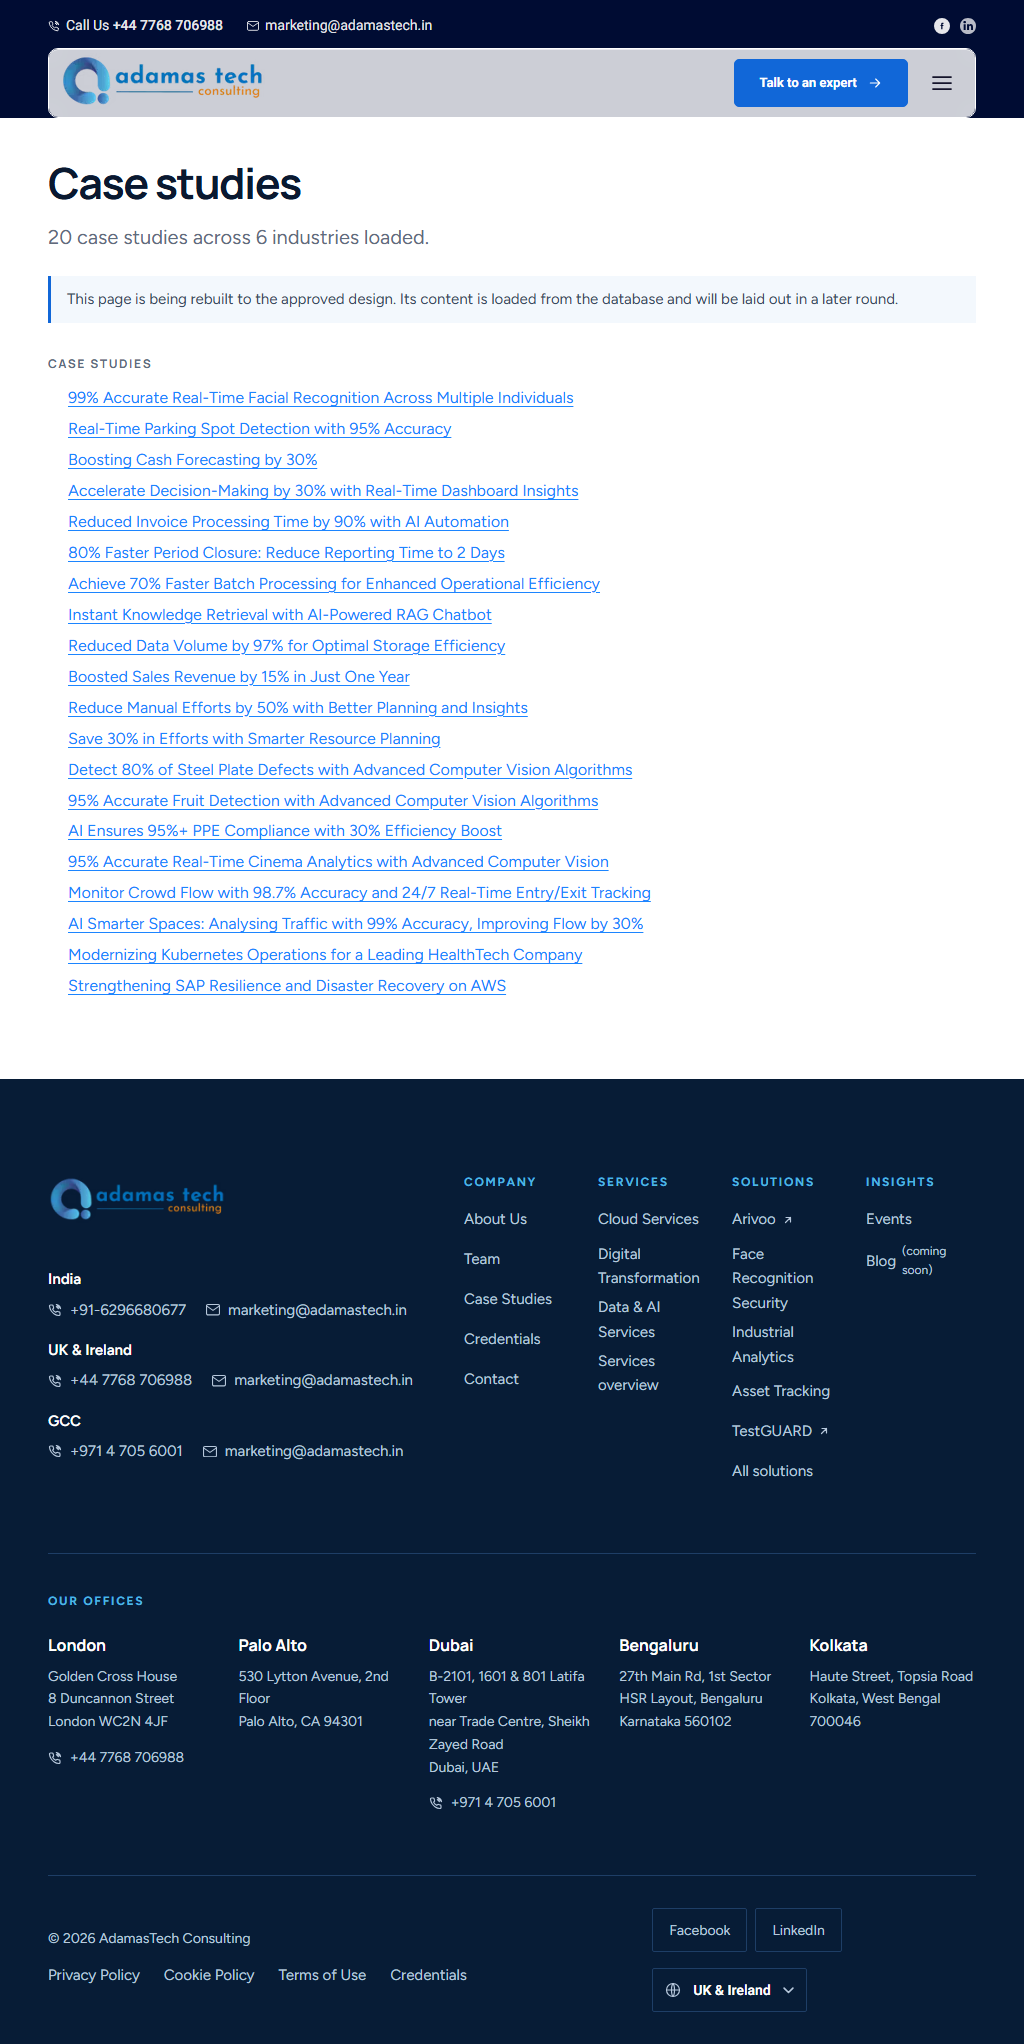 Call Us +44 7768 706988
marketing@adamastech.in
adamas tech
consulting
Talk to an expert
Case studies
20 case studies across 6 industries loaded.
This page is being rebuilt to the approved design. Its content is loaded from the database and will be laid out in a later round.
CASE STUDIES
99% Accurate Real-Time Facial Recognition Across Multiple Individuals
Real-Time Parking Spot Detection with 95% Accuracy
Boosting Cash Forecasting by 30%
Accelerate Decision-Making by 30% with Real-Time Dashboard Insights
Reduced Invoice Processing Time by 90% with AI Automation
80% Faster Period Closure: Reduce Reporting Time to 2 Days
Achieve 70% Faster Batch Processing for Enhanced Operational Efficiency
Instant Knowledge Retrieval with AI-Powered RAG Chatbot
Reduced Data Volume by 97% for Optimal Storage Efficiency
Boosted Sales Revenue by 15% in Just One Year
Reduce Manual Efforts by 50% with Better Planning and Insights
Save 30% in Efforts with Smarter Resource Planning
Detect 80% of Steel Plate Defects with Advanced Computer Vision Algorithms
95% Accurate Fruit Detection with Advanced Computer Vision Algorithms
AI Ensures 95%+ PPE Compliance with 30% Efficiency Boost
95% Accurate Real-Time Cinema Analytics with Advanced Computer Vision
Monitor Crowd Flow with 98.7% Accuracy and 24/7 Real-Time Entry/Exit Tracking
AI Smarter Spaces: Analysing Traffic with 99% Accuracy, Improving Flow by 30%
Modernizing Kubernetes Operations for a Leading HealthTech Company
Strengthening SAP Resilience and Disaster Recovery on AWS
adamas tech
consulting
India
+91-6296680677
marketing@adamastech.in
UK & Ireland
+44 7768 706988
marketing@adamastech.in
GCC
+971 4 705 6001
marketing@adamastech.in
COMPANY
About Us
Team
Case Studies
Credentials
Contact
SERVICES
Cloud Services
Digital
Transformation
Data & AI
Services
Services
overview
SOLUTIONS
Arivoo
Face
Recognition
Security
Industrial
Analytics
Asset Tracking
TestGUARD
All solutions
INSIGHTS
Events
Blog (coming
soon)
OUR OFFICES
London
Golden Cross House
8 Duncannon Street
London WC2N 4JF
+44 7768 706988
Palo Alto
530 Lytton Avenue, 2nd
Floor
Palo Alto, CA 94301
Dubai
B-2101, 1601 & 801 Latifa
Tower
near Trade Centre, Sheikh
Zayed Road
Dubai, UAE
+971 4 705 6001
Bengaluru
27th Main Rd, 1st Sector
HSR Layout, Bengaluru
Karnataka 560102
Kolkata
Haute Street, Topsia Road
Kolkata, West Bengal
700046
© 2026 AdamasTech Consulting
Privacy Policy
Cookie Policy
Terms of Use
Credentials
Facebook
LinkedIn
UK & Ireland